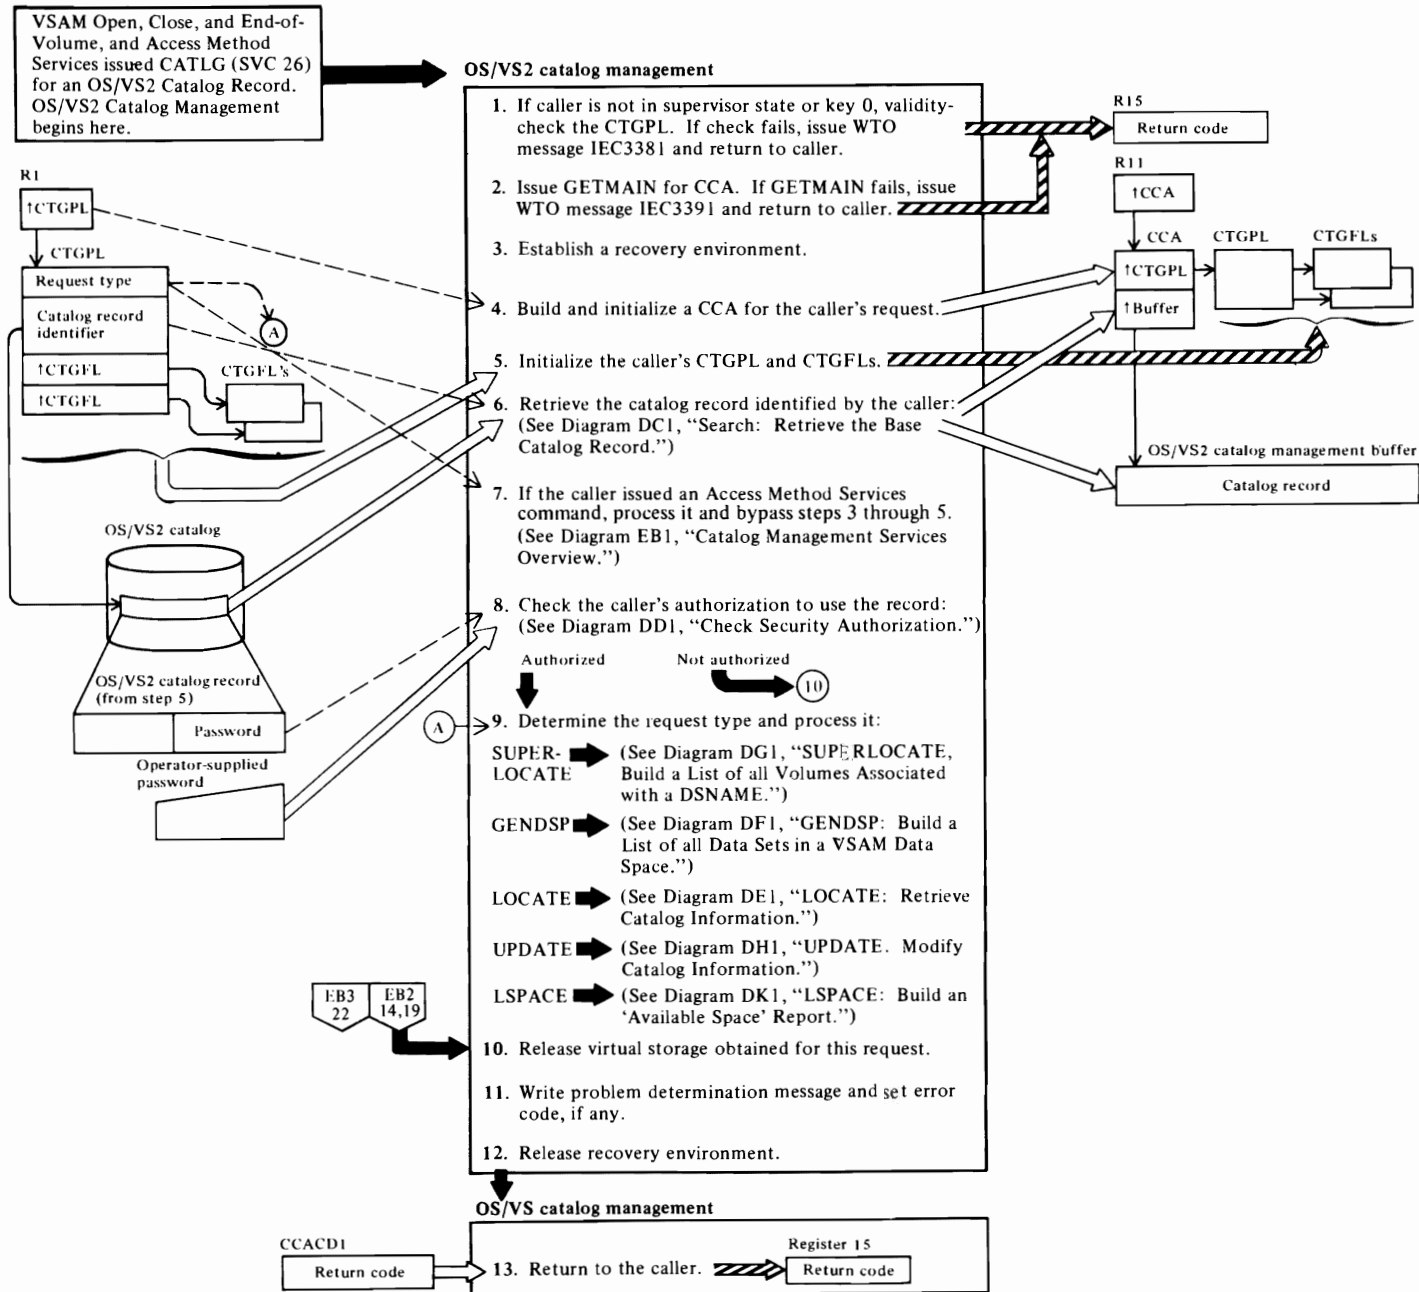 VSAM Open, Close, and End-of-
Volume, and Access Method
Services issued CATLG (SVC 26)
for an OS/VS2 Catalog Record.
OS/VS2 Catalog Management
begins here.
OS/VS2 catalog management
1. If caller is not in supervisor state or key 0, validity-
check the CTGPL. If check fails, issue WTO
message IEC3381 and return to caller.
R15
Return code
2. Issue GETMAIN for CCA. If GETMAIN fails, issue
WTO message IEC3391 and return to caller.
R11
↑CCA
R1
↑CTGPL
3. Establish a recovery environment.
CCA
CTGPL
CTGFLs
↑CTGPL
↑Buffer
CTGPL
Request type
Catalog record
identifier
↑CTGFL
↑CTGFL
A
CTGFL's
4. Build and initialize a CCA for the caller's request.
5. Initialize the caller's CTGPL and CTGFLs.
6. Retrieve the catalog record identified by the caller:
(See Diagram DC1, “Search: Retrieve the Base
Catalog Record.”)
OS/VS2 catalog management buffer
Catalog record
7. If the caller issued an Access Method Services
command, process it and bypass steps 3 through 5.
(See Diagram EB1, “Catalog Management Services
Overview.”)
OS/VS2 catalog
8. Check the caller's authorization to use the record:
(See Diagram DD1, “Check Security Authorization.”)
Authorized
Not authorized
10
OS/VS2 catalog record
(from step 5)
Password
Operator-supplied
password
A
9. Determine the request type and process it:
SUPER-
LOCATE
(See Diagram DG1, “SUPERLOCATE,
Build a List of all Volumes Associated
with a DSNAME.”)
GENDSP
(See Diagram DF1, “GENDSP: Build a
List of all Data Sets in a VSAM Data
Space.”)
LOCATE
(See Diagram DE1, “LOCATE: Retrieve
Catalog Information.”)
UPDATE
(See Diagram DH1, “UPDATE. Modify
Catalog Information.”)
LSPACE
(See Diagram DK1, “LSPACE: Build an
‘Available Space’ Report.”)
EB3
22
EB2
14,19
10. Release virtual storage obtained for this request.
11. Write problem determination message and set error
code, if any.
12. Release recovery environment.
OS/VS catalog management
CCACD1
Return code
13. Return to the caller.
Register 15
Return code